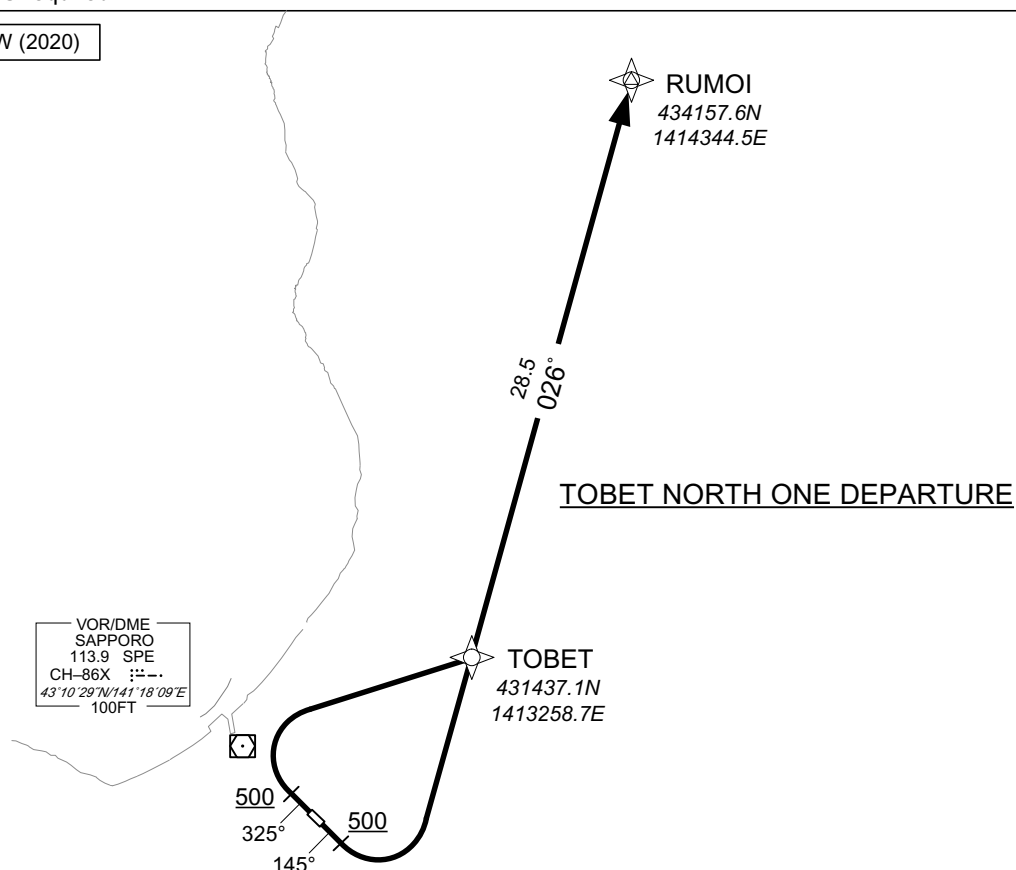 W (2020)
RUMOI
434157.6N
1414344.5E
28.5
026°
TOBET NORTH ONE DEPARTURE
VOR/DME
SAPPORO
113.9 SPE
CH–86X
43°10'29"N/141°18'09"E
100FT
TOBET
431437.1N
1413258.7E
500
325°
500
145°